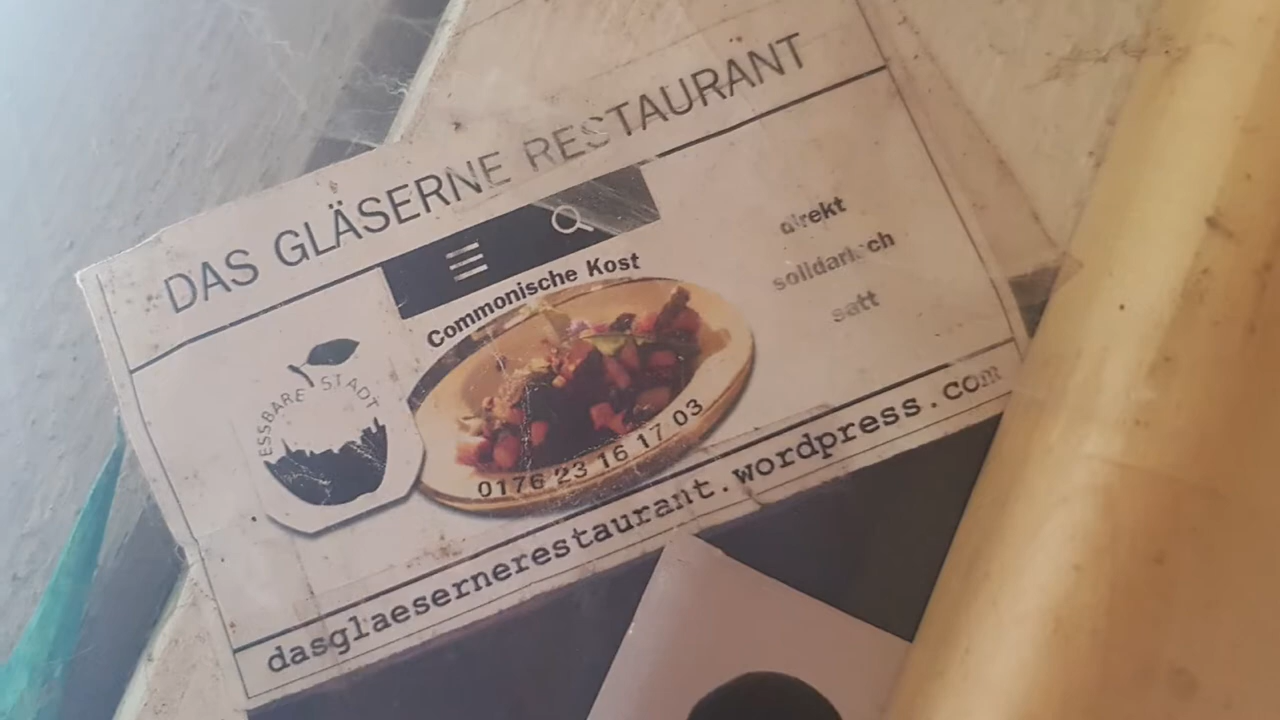 DAS GLÄSERNE RESTAURANT
Commonische Kost
direkt
solidarisch
satt
ESSBARE STADT
0176 23 16 17 03
dasglaesernerestaurant.wordpress.com